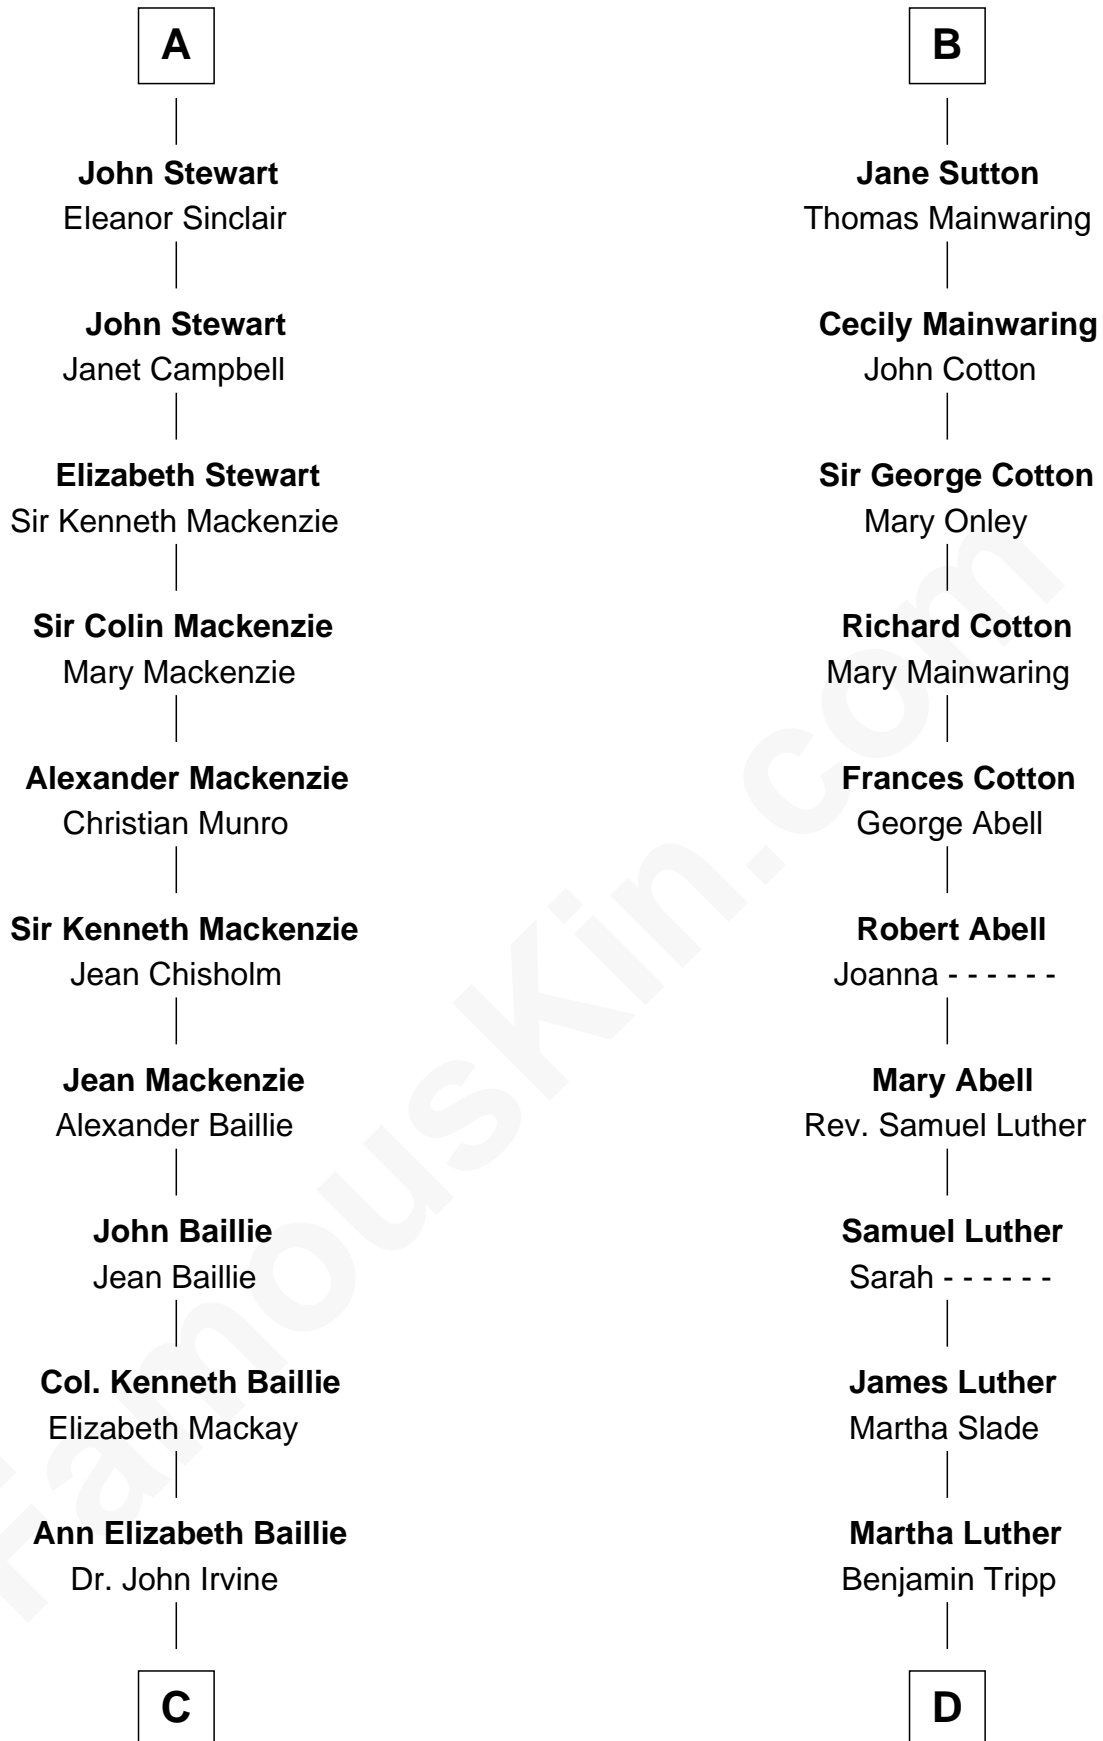 A
John Stewart
Eleanor Sinclair
John Stewart
Janet Campbell
Elizabeth Stewart
Sir Kenneth Mackenzie
Sir Colin Mackenzie
Mary Mackenzie
Alexander Mackenzie
Christian Munro
Sir Kenneth Mackenzie
Jean Chisholm
Jean Mackenzie
Alexander Baillie
John Baillie
Jean Baillie
Col. Kenneth Baillie
Elizabeth Mackay
Ann Elizabeth Baillie
Dr. John Irvine
C
B
Jane Sutton
Thomas Mainwaring
Cecily Mainwaring
John Cotton
Sir George Cotton
Mary Onley
Richard Cotton
Mary Mainwaring
Frances Cotton
George Abell
Robert Abell
Joanna - - - - - -
Mary Abell
Rev. Samuel Luther
Samuel Luther
Sarah - - - - - -
James Luther
Martha Slade
Martha Luther
Benjamin Tripp
D
FamousKin.com